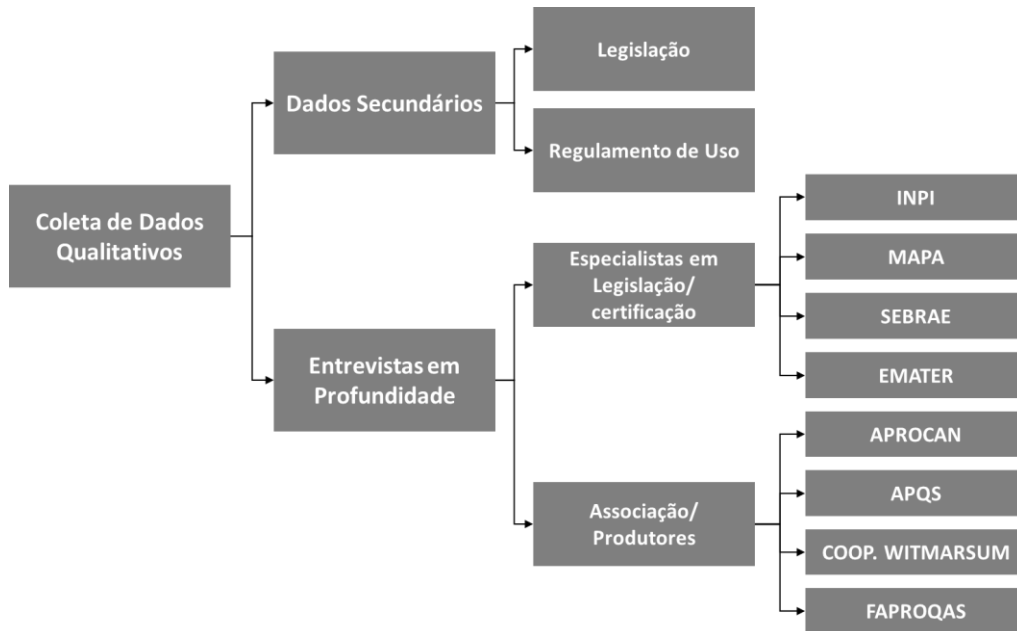 Coleta de Dados
Qualitativos
Dados Secundários
Legislação
Regulamento de Uso
Entrevistas em
Profundidade
Especialistas em
Legislação/
certificação
INPI
MAPA
SEBRAE
EMATER
Associação/
Produtores
APROCAN
APQS
COOP. WITMARSUM
FAPROQAS